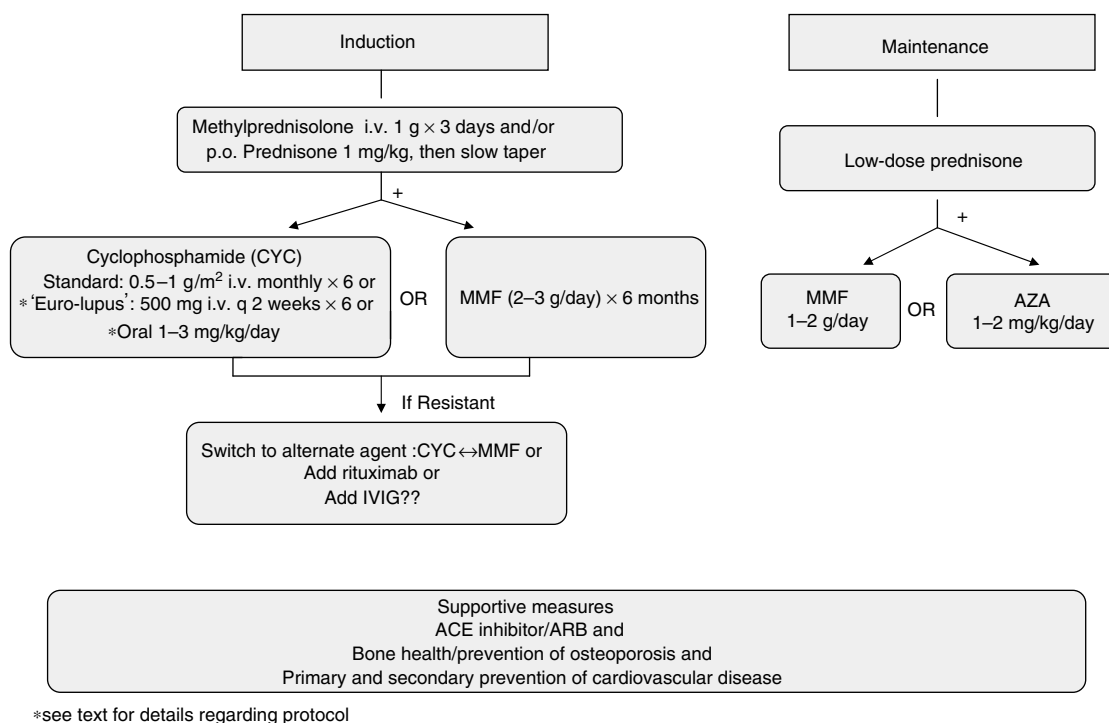 Induction
Methylprednisolone i.v. 1 g × 3 days and/or
p.o. Prednisone 1 mg/kg, then slow taper
+
Cyclophosphamide (CYC)
Standard: 0.5–1 g/m² i.v. monthly × 6 or
*'Euro-lupus': 500 mg i.v. q 2 weeks × 6 or
*Oral 1–3 mg/kg/day
OR
MMF (2–3 g/day) × 6 months
If Resistant
Switch to alternate agent :CYC↔MMF or
Add rituximab or
Add IVIG??
Maintenance
Low-dose prednisone
+
MMF
1–2 g/day
OR
AZA
1–2 mg/kg/day
Supportive measures
ACE inhibitor/ARB and
Bone health/prevention of osteoporosis and
Primary and secondary prevention of cardiovascular disease
*see text for details regarding protocol